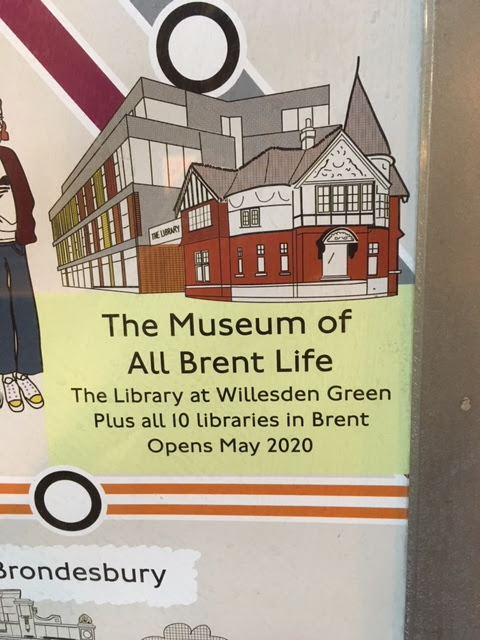 THE LIBRARY
The Museum of
All Brent Life
The Library at Willesden Green
Plus all 10 libraries in Brent
Opens May 2020
Brondesbury